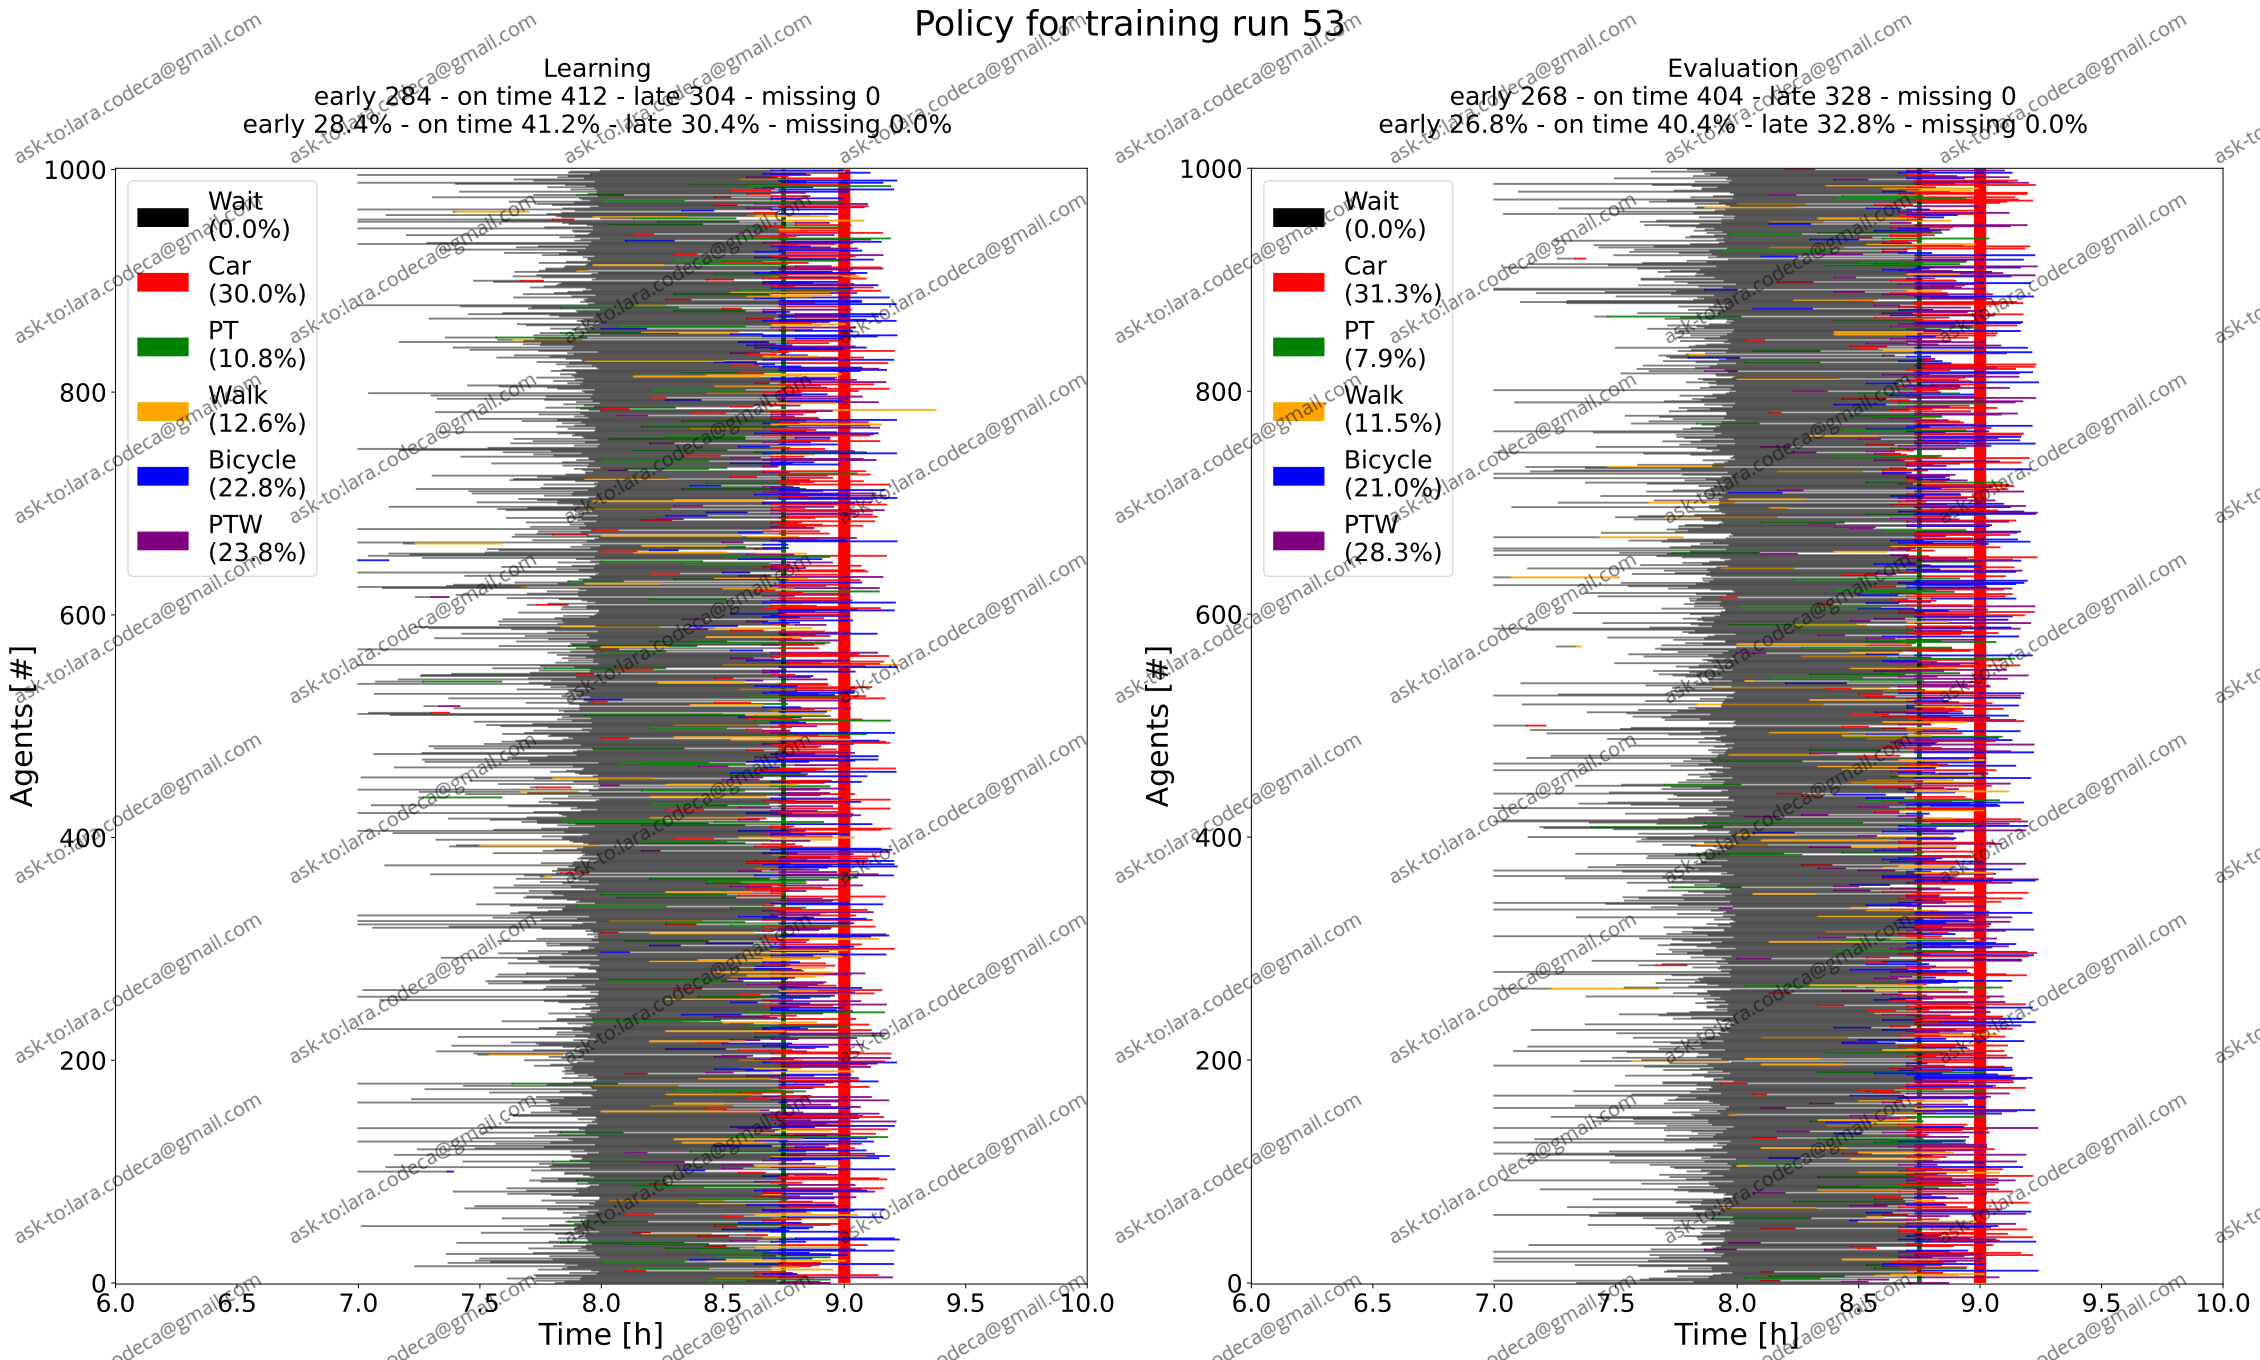 Policy for training run 53
Learning
early 284 - on time 412 - late 304 - missing 0
early 28.4% - on time 41.2% - late 30.4% - missing 0.0%
Wait
(0.0%)
Car
(30.0%)
PT
(10.8%)
Walk
(12.6%)
Bicycle
(22.8%)
PTW
(23.8%)
1000
800
600
400
200
0
Agents [#]
6.0 6.5 7.0 7.5 8.0 8.5 9.0 9.5 10.0
Time [h]
Evaluation
early 268 - on time 404 - late 328 - missing 0
early 26.8% - on time 40.4% - late 32.8% - missing 0.0%
Wait
(0.0%)
Car
(31.3%)
PT
(7.9%)
Walk
(11.5%)
Bicycle
(21.0%)
PTW
(28.3%)
1000
800
600
400
200
0
Agents [#]
6.0 6.5 7.0 7.5 8.0 8.5 9.0 9.5 10.0
Time [h]
ask-to:lara.codeca@gmail.com